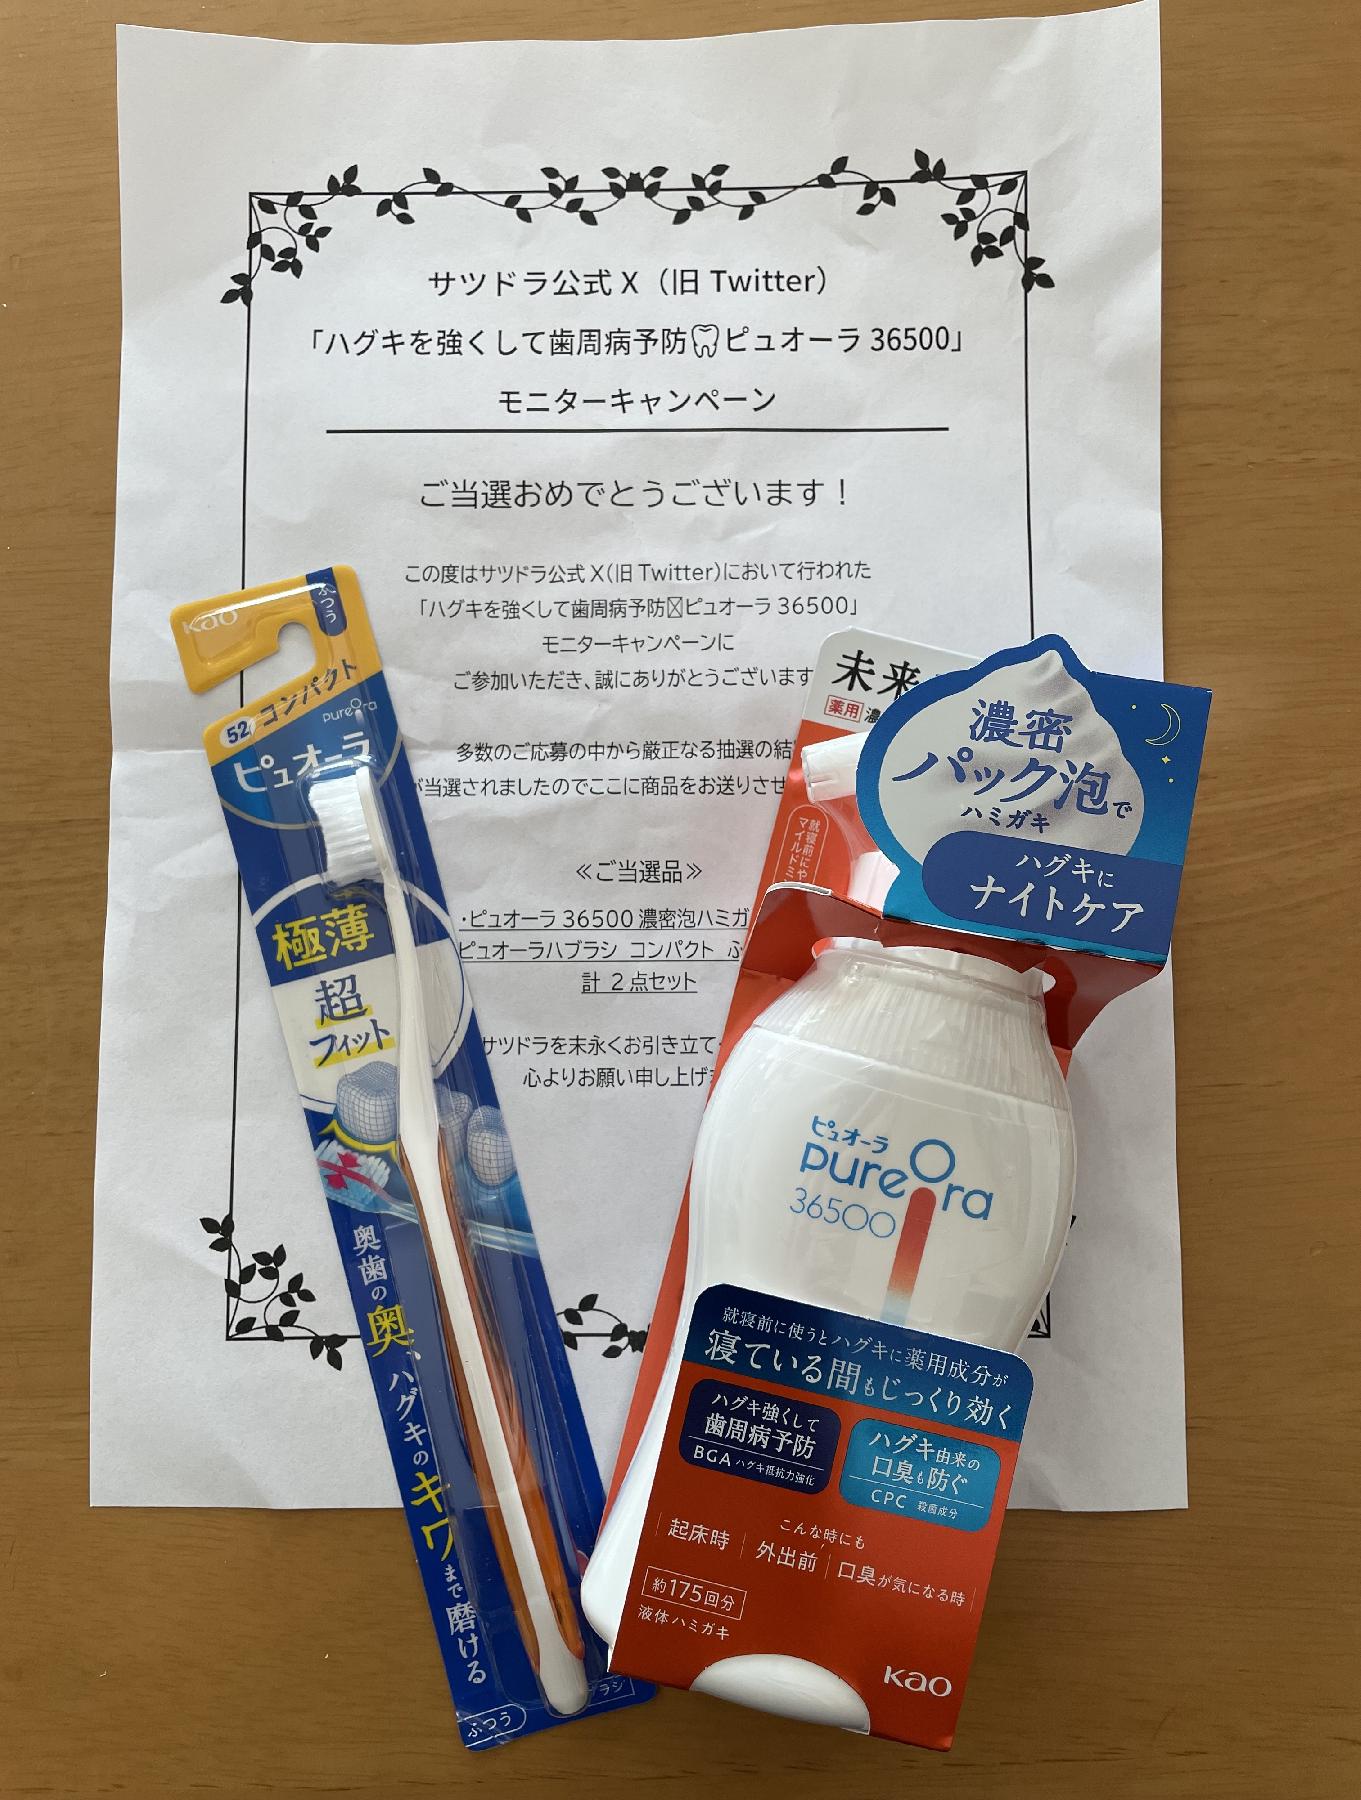 サツドラ公式 X（旧 Twitter）
「ハグキを強くして歯周病予防🦷ピュオーラ 36500」
モニターキャンペーン
ご当選おめでとうございます！
この度はサツドラ公式 X(旧 Twitter)において行われた
「ハグキを強くして歯周病予防☒ピュオーラ 36500」
モニターキャンペーンに
ご参加いただき、誠にありがとうございます
多数のご応募の中から厳正なる抽選の結
が当選されましたのでここに商品をお送りさせ
≪ご当選品≫
・ピュオーラ 36500 濃密泡ハミガ
ピュオーラハブラシ コンパクト ふ
計 2 点セット
サツドラを末永くお引き立て
心よりお願い申し上げ
Kao
ふつう
52 コンパクト
pureOra
ピュオーラ
極薄
超
フィット
奥歯の奥、ハグキのキワまで磨ける
ふつう
ラシ
未来
薬用 濃
就寝前にや
マイルドミン
濃密
パック泡で
ハミガキ
ハグキに
ナイトケア
ピュオーラ
pureOra
36500
就寝前に使うとハグキに薬用成分が
寝ている間もじっくり効く
ハグキ強くして
歯周病予防
BGA ハグキ抵抗力強化
ハグキ由来の
口臭も防ぐ
CPC 殺菌成分
こんな時にも
起床時 外出前 口臭が気になる時
約175回分
液体ハミガキ
Kao